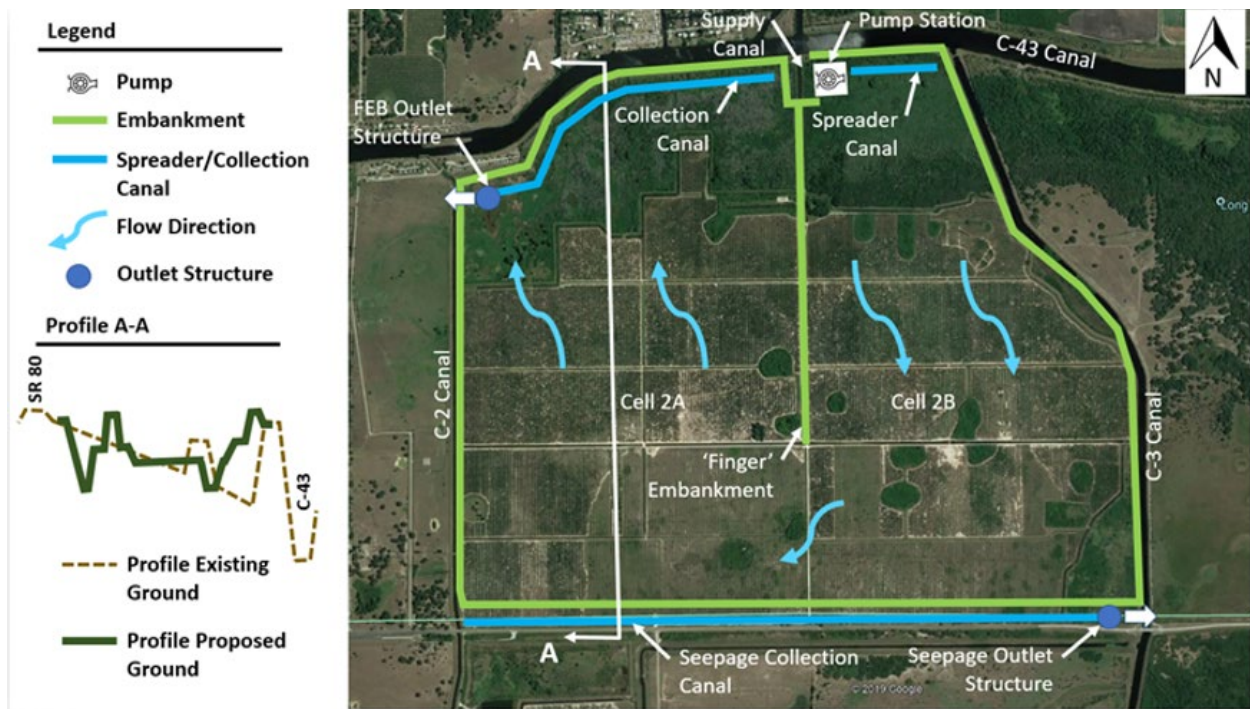 Legend
Pump
Embankment
Spreader/Collection
Canal
Flow Direction
Outlet Structure
Profile A-A
SR 80
C-43
Profile Existing
Ground
Profile Proposed
Ground
A
Supply
Canal
Pump Station
C-43 Canal
N
FEB Outlet
Structure
Collection
Canal
Spreader
Canal
Long
C-2 Canal
Cell 2A
Cell 2B
C-3 Canal
'Finger'
Embankment
A
Seepage Collection
Canal
Seepage Outlet
Structure
© 2019 Google